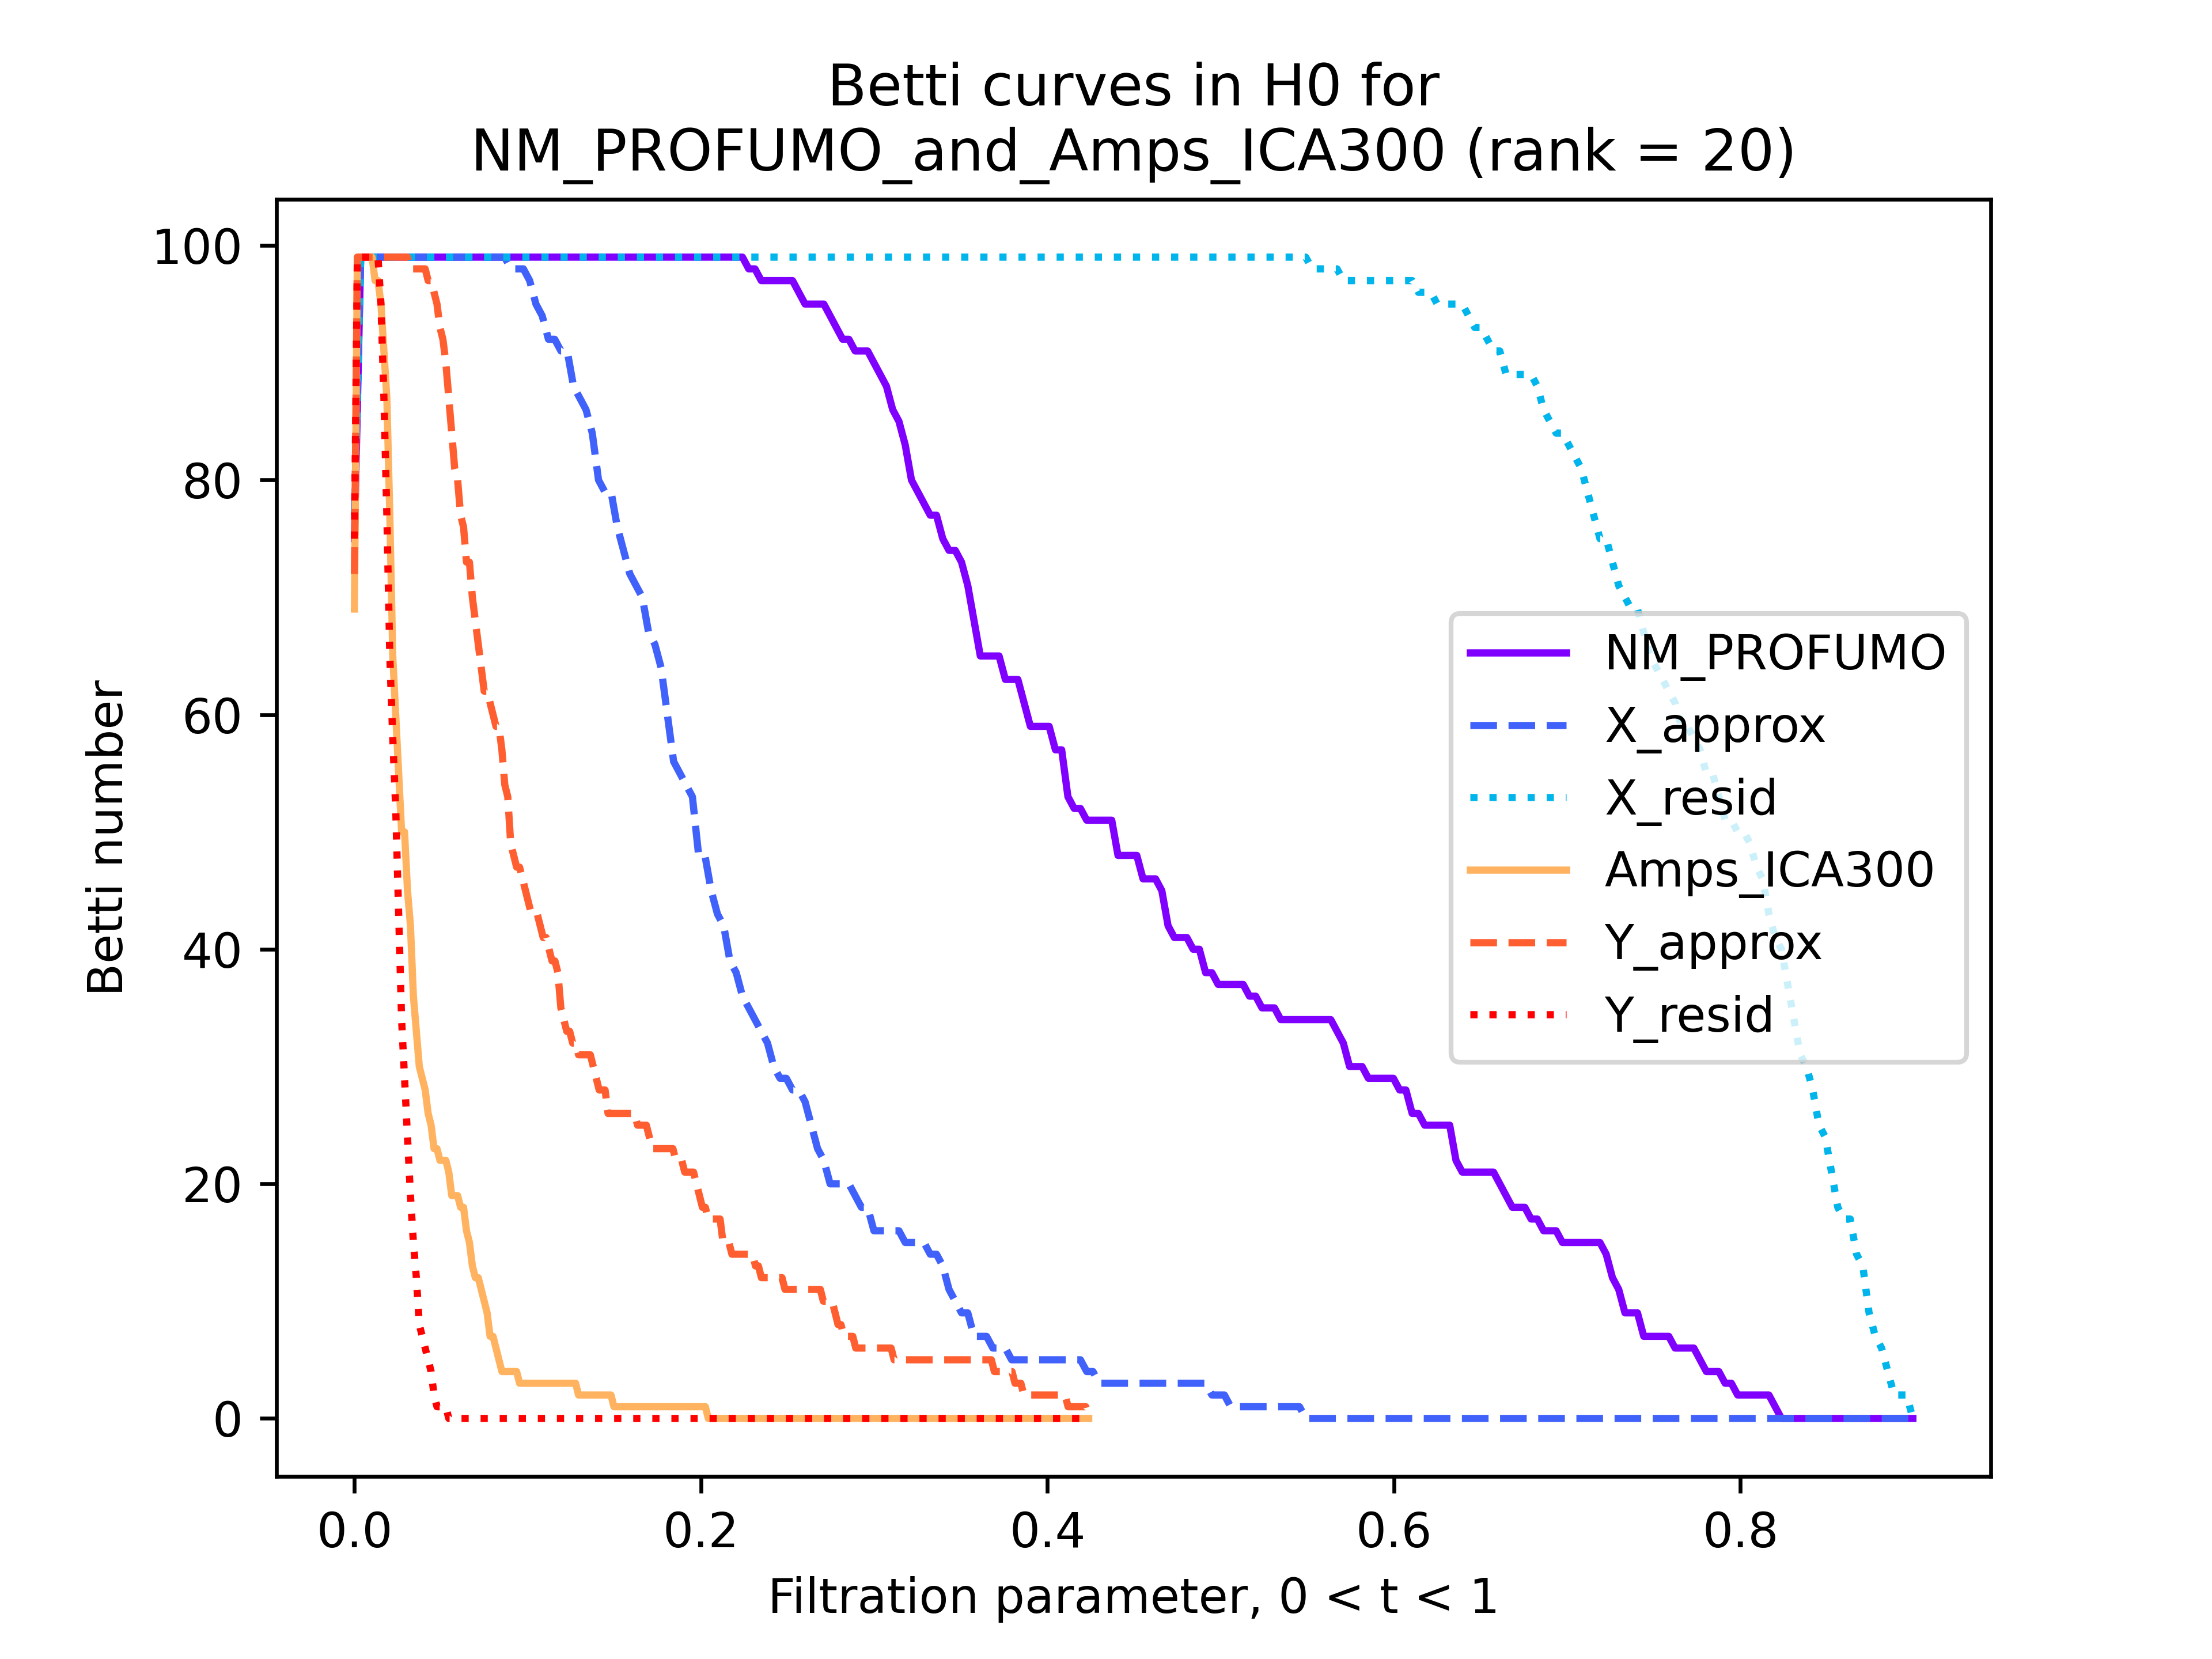 Betti curves in H0 for
NM_PROFUMO_and_Amps_ICA300 (rank = 20)
100
80
60
40
20
0
Betti number
NM_PROFUMO
X_approx
X_resid
Amps_ICA300
Y_approx
Y_resid
0.0 0.2 0.4 0.6 0.8
Filtration parameter, 0 < t < 1